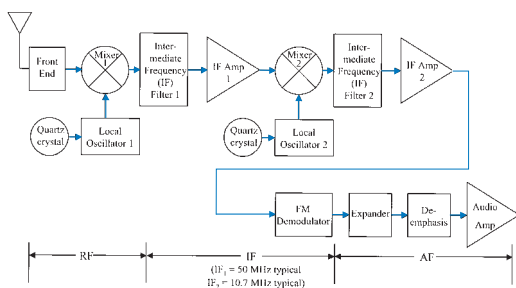 Front
End
Mixer
1
Inter-
mediate
Frequency
(IF)
Filter 1
IF Amp
1
Mixer
2
Inter-
mediate
Frequency
(IF)
Filter 2
IF Amp
2
Quartz
crystal
Local
Oscillator 1
Quartz
crystal
Local
Oscillator 2
FM
Demodulator
Expander
De-
emphasis
Audio
Amp
RF
IF
(IF1 = 50 MHz typical
IF2 = 10.7 MHz typical)
AF